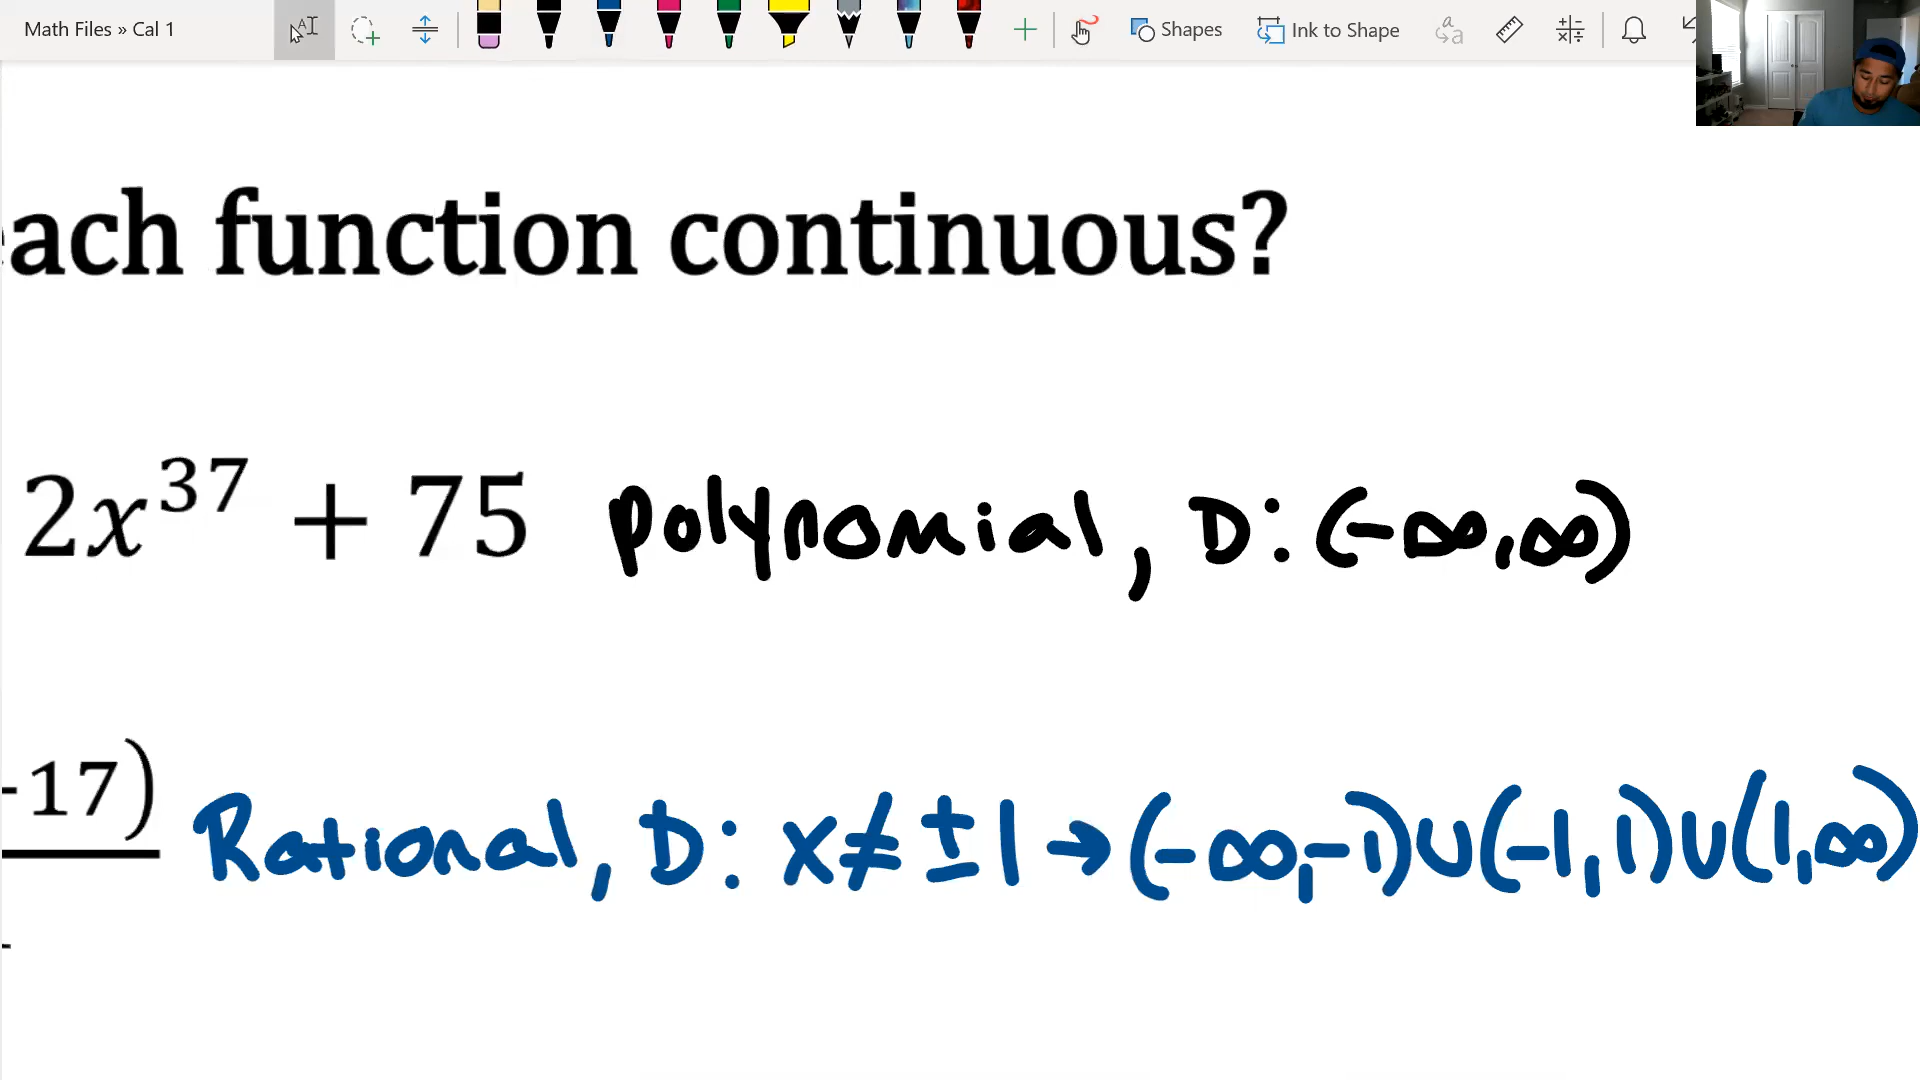 Math Files » Cal 1 Shapes Ink to Shape
each function continuous?
2x³⁷ + 75 polynomial, D: (-∞,∞)
-17) Rational, D: x≠±1→(-∞,-1)∪(-1,1)∪(1,∞)